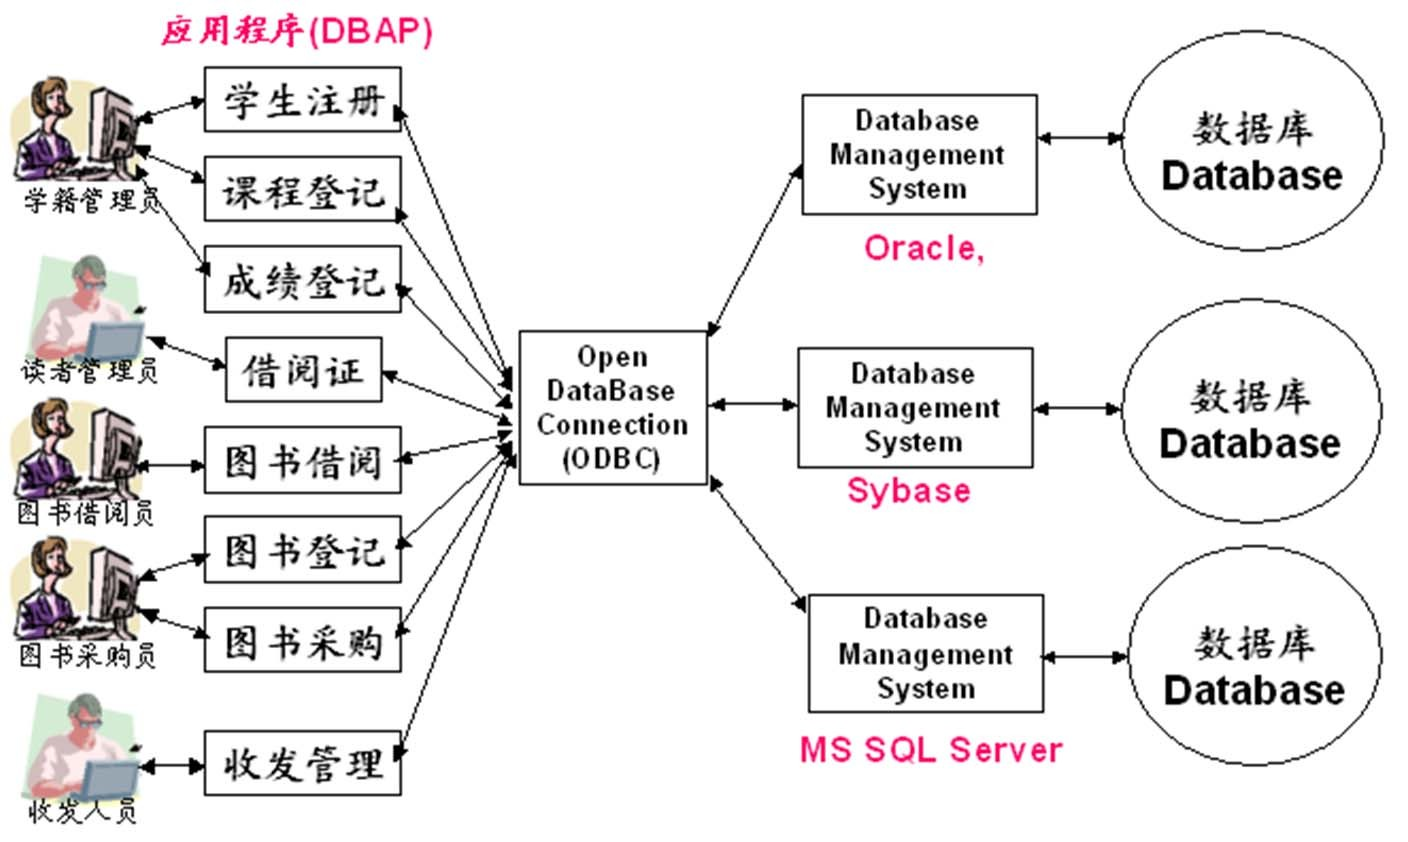 应用程序(DBAP)
学生注册
课程登记
学籍管理员
成绩登记
借阅证
读者管理员
图书借阅
图书借阅员
图书登记
图书采购
图书采购员
收发管理
收发人员
Open
DataBase
Connection
(ODBC)
Database
Management
System
Oracle,
数据库
Database
Database
Management
System
Sybase
数据库
Database
Database
Management
System
MS SQL Server
数据库
Database